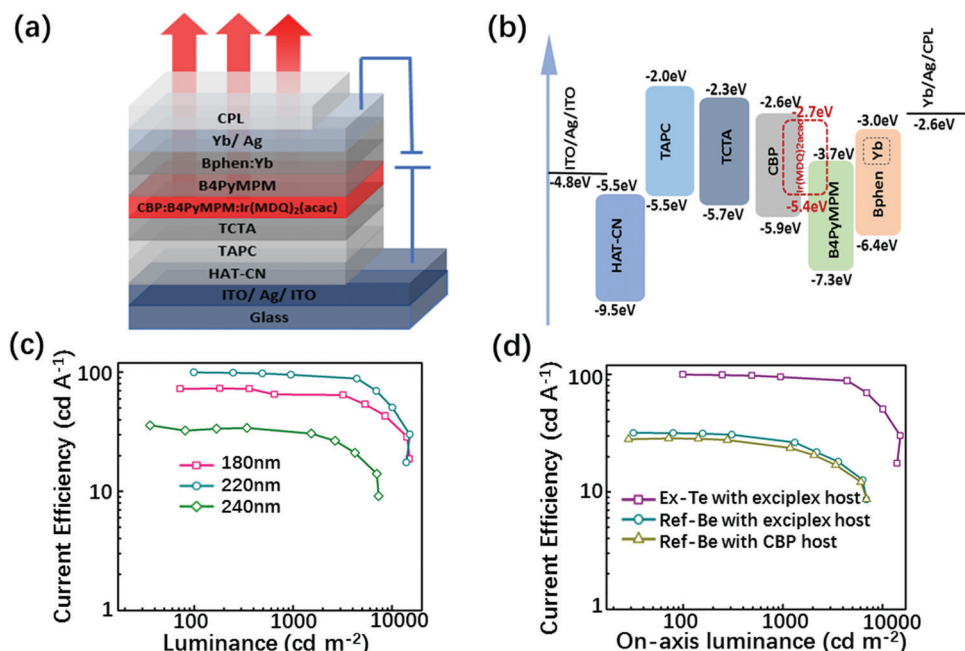 (a)
CPL
Yb/ Ag
Bphen:Yb
B4PyMPM
CBP:B4PyMPM:Ir(MDQ)₂(acac)
TCTA
TAPC
HAT-CN
ITO/ Ag/ ITO
Glass
(b)
ITO/Ag/ITO
-4.8eV
-5.5eV
HAT-CN
-9.5eV
-2.0eV
TAPC
-5.5eV
-2.3eV
TCTA
-5.7eV
-2.6eV
CBP
-5.9eV
-2.7eV
Ir(MDQ)2acac
-5.4eV
-3.7eV
B4PyMPM
-7.3eV
-3.0eV
Bphen
Yb
-6.4eV
Yb/Ag/CPL
-2.6eV
(c)
Current Efficiency (cd A⁻¹)
100
10
1
180nm
220nm
240nm
100
1000
10000
Luminance (cd m⁻²)
(d)
Current Efficiency (cd A⁻¹)
100
10
1
Ex-Te with exciplex host
Ref-Be with exciplex host
Ref-Be with CBP host
100
1000
10000
On-axis luminance (cd m⁻²)